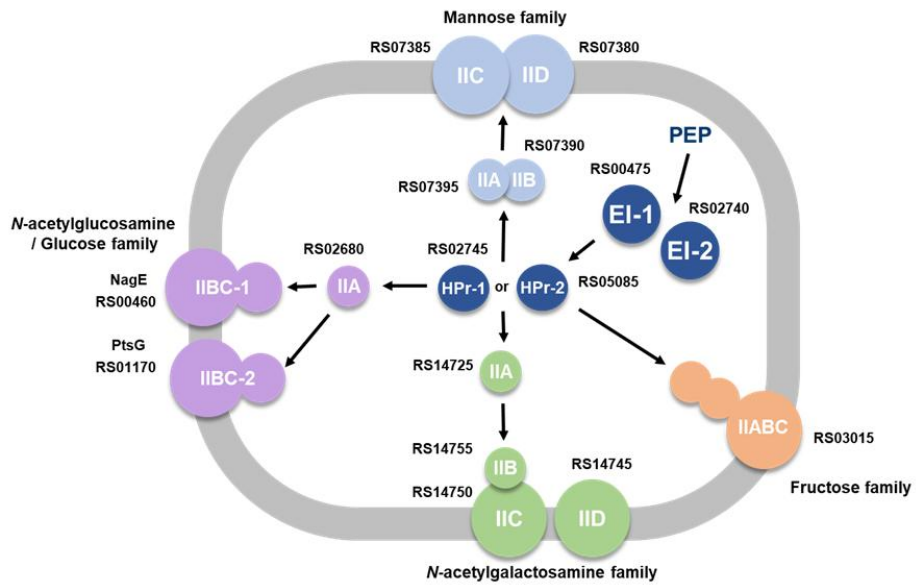 Mannose family
RS07385
RS07380
IIC
IID
RS07390
PEP
RS00475
RS07395
IIA
IIB
EI-1
RS02740
EI-2
N-acetylglucosamine
/ Glucose family
RS02680
RS02745
NagE
RS00460
IIBC-1
IIA
HPr-1
or
HPr-2
RS05085
PtsG
RS01170
IIBC-2
RS14725
IIA
IIABC
RS03015
RS14755
RS14745
IIB
RS14750
Fructose family
IIC
IID
N-acetylgalactosamine family